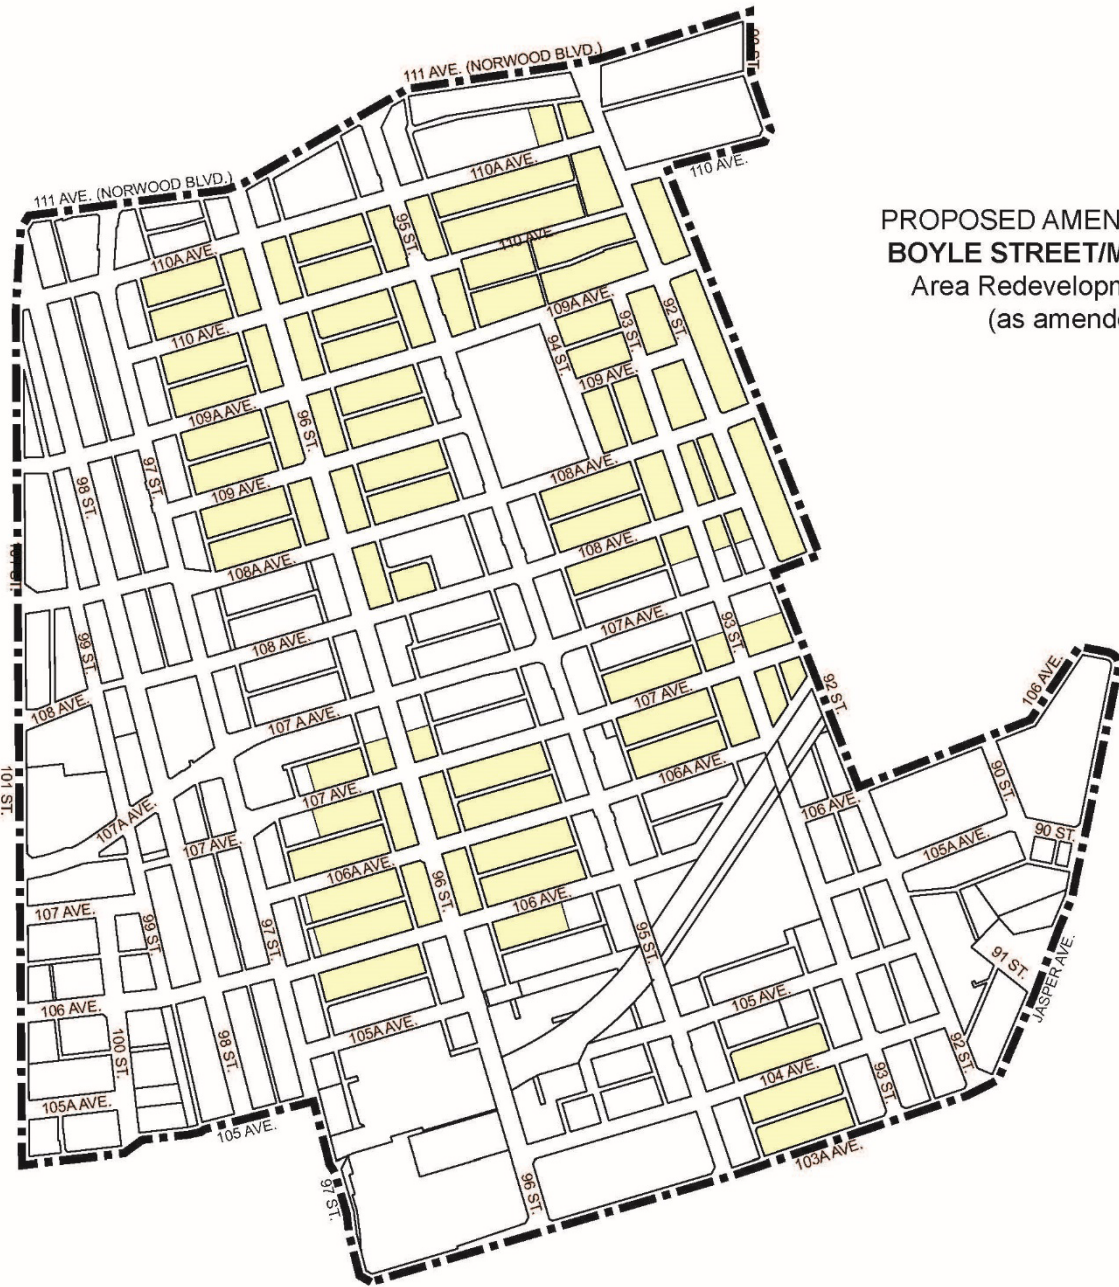 111 AVE. (NORWOOD BLVD.)
110 AVE.
111 AVE. (NORWOOD BLVD.)
110A AVE.
95 ST.
110 AVE.
110A AVE.
109A AVE.
93 ST.
92 ST.
94 ST.
109 AVE.
110 AVE.
109A AVE.
96 ST.
97 ST.
98 ST.
109 AVE.
108A AVE.
108 AVE.
108A AVE.
PROPOSED AMEN
BOYLE STREET/M
Area Redevelopm
(as amende
99 ST.
108 AVE.
107A AVE.
93 ST.
107 AVE.
92 ST.
108 AVE.
107 A AVE.
106A AVE.
106 AVE.
101 ST.
107A AVE.
107 AVE.
107 AVE.
106 AVE.
90 ST.
90 ST.
105A AVE.
106A AVE.
96 ST.
106 AVE.
107 AVE.
99 ST.
97 ST.
95 ST.
91 ST.
JASPER AVE.
106 AVE.
100 ST.
98 ST.
105A AVE.
105 AVE.
104 AVE.
93 ST.
92 ST.
105A AVE.
105 AVE.
103A AVE.
97 ST.
96 ST.